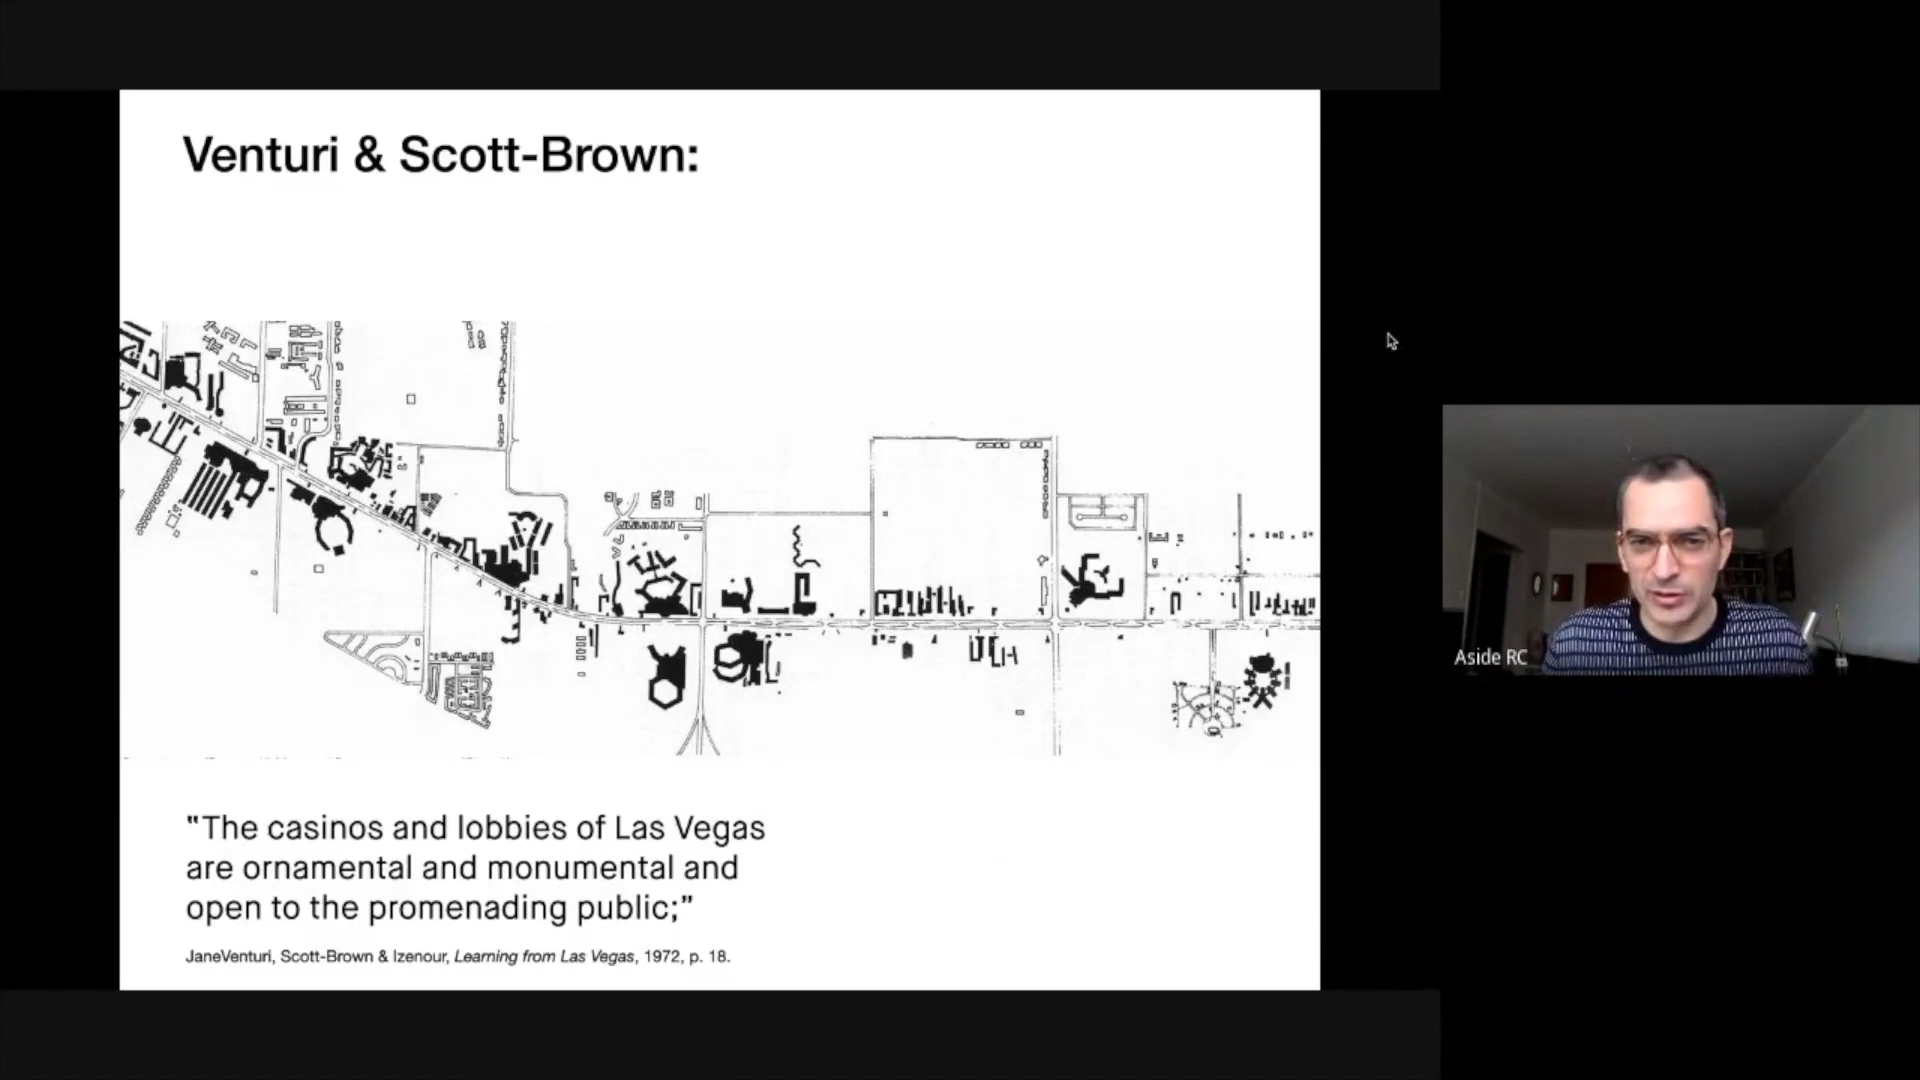 Venturi & Scott-Brown:
"The casinos and lobbies of Las Vegas
are ornamental and monumental and
open to the promenading public;"
JaneVenturi, Scott-Brown & Izenour, Learning from Las Vegas, 1972, p. 18.
Aside RC